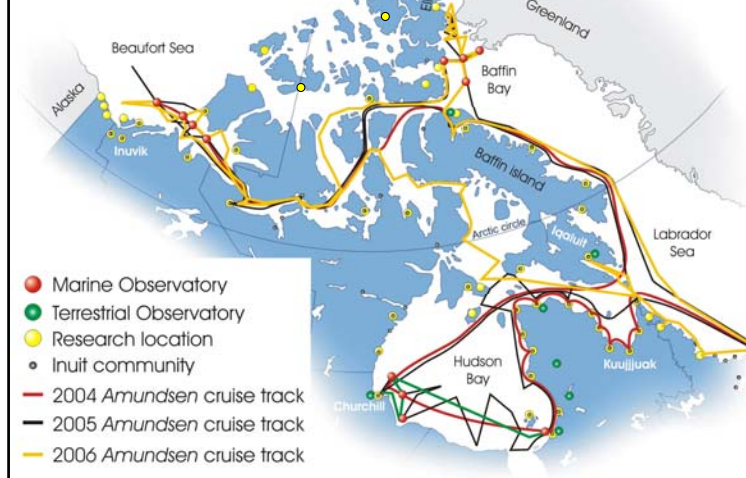 Greenland
Beaufort Sea
Baffin
Bay
Alaska
Inuvik
Baffin island
Arctic circle
Iqaluit
Labrador
Sea
Marine Observatory
Terrestrial Observatory
Research location
Inuit community
2004 Amundsen cruise track
2005 Amundsen cruise track
2006 Amundsen cruise track
Hudson
Bay
Kuujjjuak
Churchill